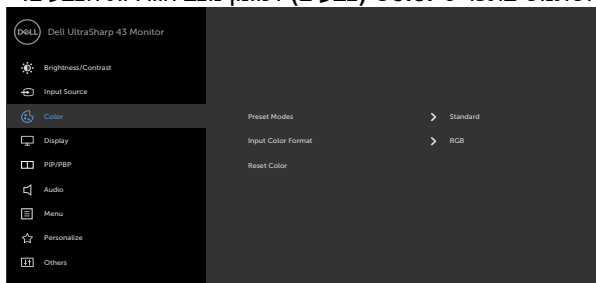 DELL Dell UltraSharp 43 Monitor
Brightness/Contrast
Input Source
Color
Preset Modes > Standard
Display
Input Color Format > RGB
PIP/PBP
Reset Color
Audio
Menu
Personalize
Others